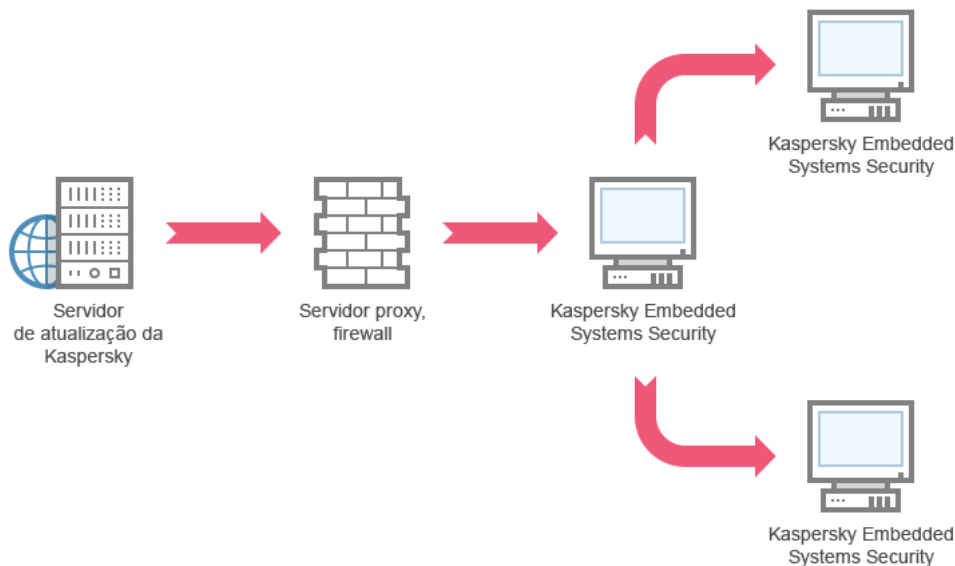 Servidor
de atualização da
Kaspersky
Servidor proxy,
firewall
Kaspersky Embedded
Systems Security
Kaspersky Embedded
Systems Security
Kaspersky Embedded
Systems Security